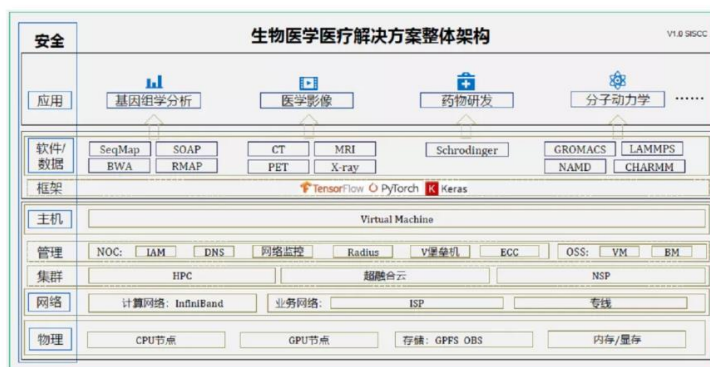 安全
生物医学医疗解决方案整体架构
V1.0 SISCC
应用
基因组学分析
医学影像
药物研发
分子动力学
……
软件/数据
SeqMap SOAP CT MRI Schrodinger GROMACS LAMMPS
BWA RMAP PET X-ray NAMD CHARMM
框架
TensorFlow PyTorch K Keras
主机
Virtual Machine
管理
NOC: IAM DNS 网络监控 Radius V堡垒机 ECC OSS: VM BM
集群
HPC 超融合云 NSP
网络
计算网络: InfiniBand 业务网络: ISP 专线
物理
CPU节点 GPU节点 存储: GPFS OBS 内存/显存